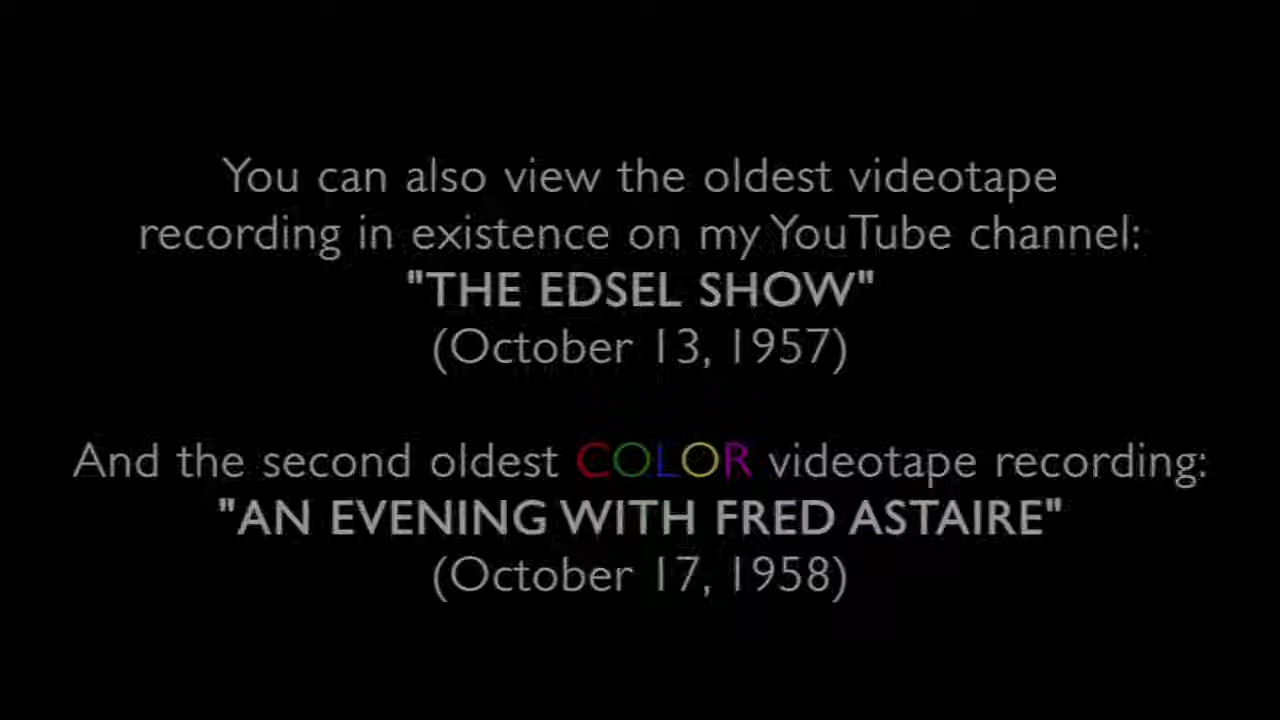 You can also view the oldest videotape
recording in existence on my YouTube channel:
"THE EDSEL SHOW"
(October 13, 1957)
And the second oldest COLOR videotape recording:
"AN EVENING WITH FRED ASTAIRE"
(October 17, 1958)